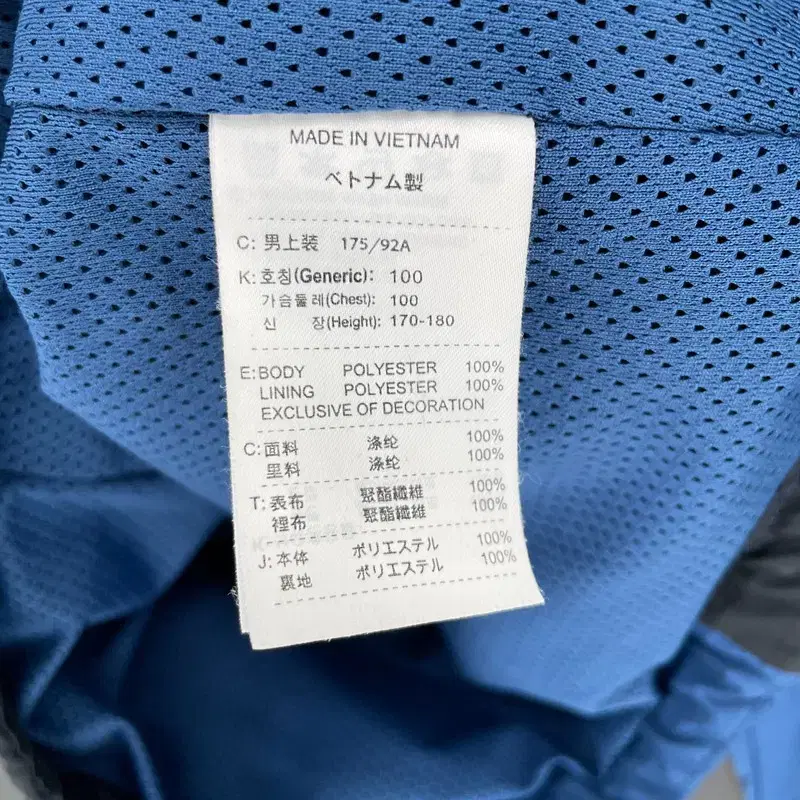 MADE IN VIETNAM
ベトナム製
C: 男上装 175/92A
K: 호칭(Generic): 100
가슴둘레(Chest): 100
신 장(Height): 170-180
E: BODY POLYESTER 100%
LINING POLYESTER 100%
EXCLUSIVE OF DECORATION
C: 面料 涤纶 100%
里料 涤纶 100%
T: 表布 聚酯纖維 100%
裡布 聚酯纖維 100%
J: 本体 ポリエステル 100%
裏地 ポリエステル 100%